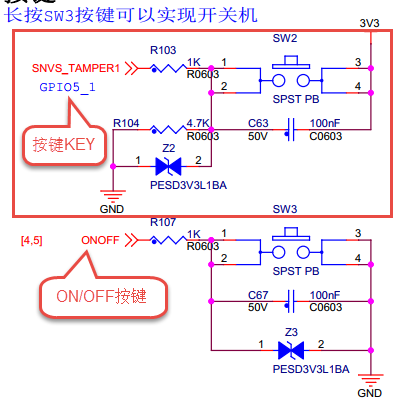 长按SW3按键可以实现开关机
3V3
SW2
R103
SNVS_TAMPER1
1K
R0603
1
2
3
4
GPIO5_1
SPST PB
R104
4.7K
R0603
C63
100nF
50V
C0603
按键KEY
Z2
1
2
PESD3V3L1BA
GND
R107
SW3
[4,5]
ONOFF
1K
R0603
1
2
3
4
SPST PB
ON/OFF按键
C67
100nF
50V
C0603
Z3
1
2
PESD3V3L1BA
GND